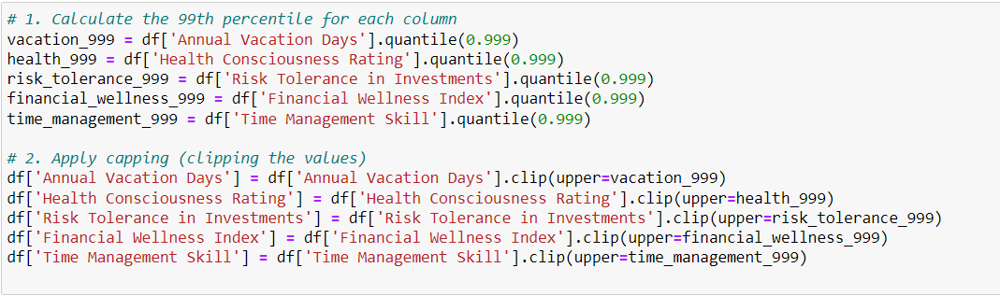 # 1. Calculate the 99th percentile for each column
vacation_999 = df['Annual Vacation Days'].quantile(0.999)
health_999 = df['Health Consciousness Rating'].quantile(0.999)
risk_tolerance_999 = df['Risk Tolerance in Investments'].quantile(0.999)
financial_wellness_999 = df['Financial Wellness Index'].quantile(0.999)
time_management_999 = df['Time Management Skill'].quantile(0.999)
# 2. Apply capping (clipping the values)
df['Annual Vacation Days'] = df['Annual Vacation Days'].clip(upper=vacation_999)
df['Health Consciousness Rating'] = df['Health Consciousness Rating'].clip(upper=health_999)
df['Risk Tolerance in Investments'] = df['Risk Tolerance in Investments'].clip(upper=risk_tolerance_999)
df['Financial Wellness Index'] = df['Financial Wellness Index'].clip(upper=financial_wellness_999)
df['Time Management Skill'] = df['Time Management Skill'].clip(upper=time_management_999)